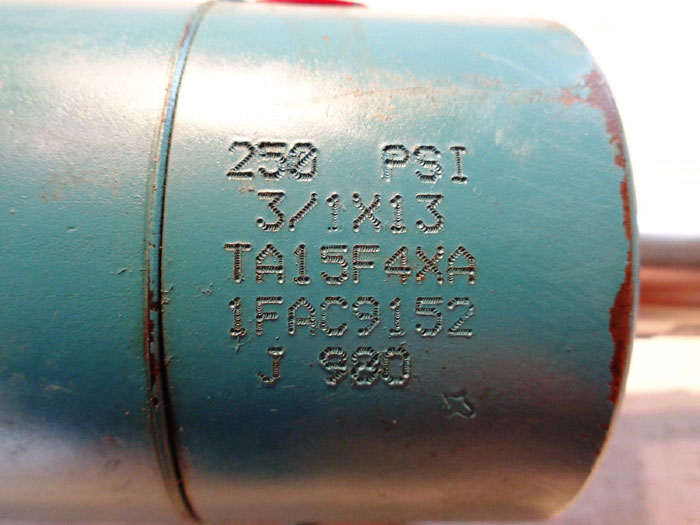 250 PSI
3/1X13
TA15F4XA
1FAC9152
J 980